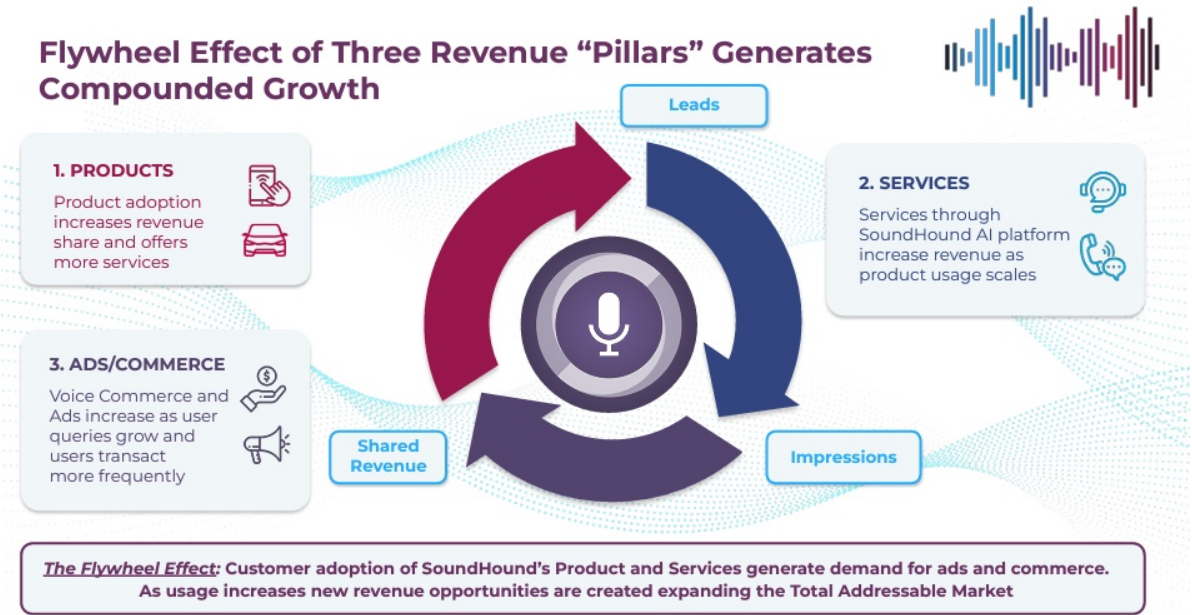 Flywheel Effect of Three Revenue “Pillars” Generates
Compounded Growth
Leads
1. PRODUCTS
Product adoption
increases revenue
share and offers
more services
2. SERVICES
Services through
SoundHound AI platform
increase revenue as
product usage scales
3. ADS/COMMERCE
Voice Commerce and
Ads increase as user
queries grow and
users transact
more frequently
Shared
Revenue
Impressions
The Flywheel Effect: Customer adoption of SoundHound’s Product and Services generate demand for ads and commerce.
As usage increases new revenue opportunities are created expanding the Total Addressable Market